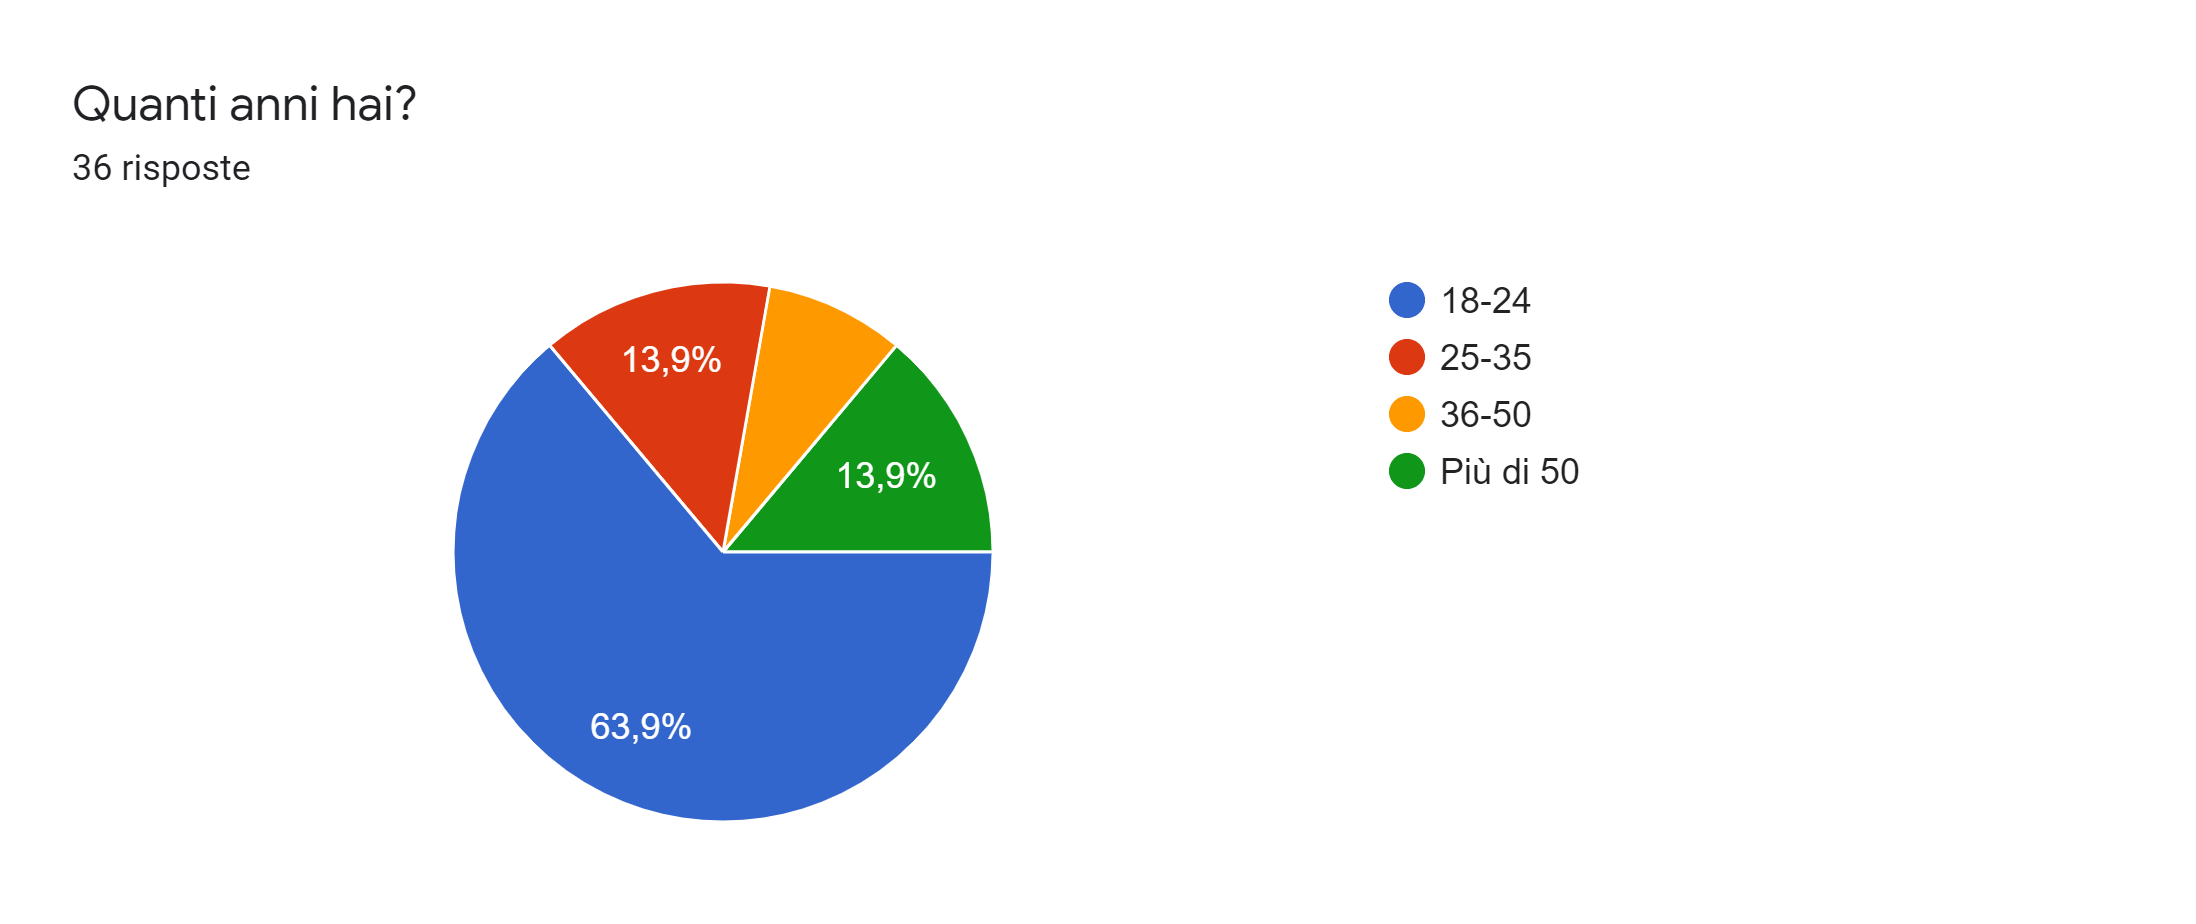 Quanti anni hai?
36 risposte
13,9%
13,9%
63,9%
18-24
25-35
36-50
Più di 50